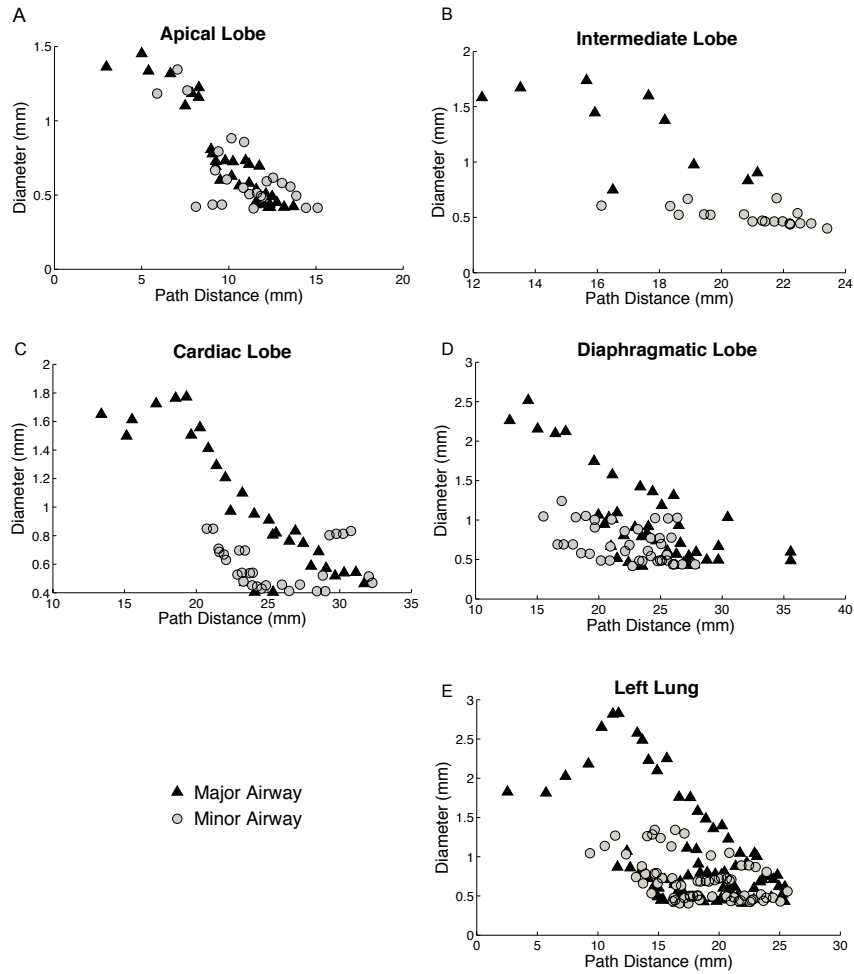 A
Apical Lobe
Diameter (mm)
1.5
1
0.5
0
0 5 10 15 20
Path Distance (mm)
B
Intermediate Lobe
Diameter (mm)
2
1.5
1
0.5
0
12 14 16 18 20 22 24
Path Distance (mm)
C
Cardiac Lobe
Diameter (mm)
2
1.8
1.6
1.4
1.2
1
0.8
0.6
0.4
10 15 20 25 30 35
Path Distance (mm)
D
Diaphragmatic Lobe
Diameter (mm)
3
2.5
2
1.5
1
0.5
0
10 15 20 25 30 35 40
Path Distance (mm)
Major Airway
Minor Airway
E
Left Lung
Diameter (mm)
3
2.5
2
1.5
1
0.5
0
0 5 10 15 20 25 30
Path Distance (mm)